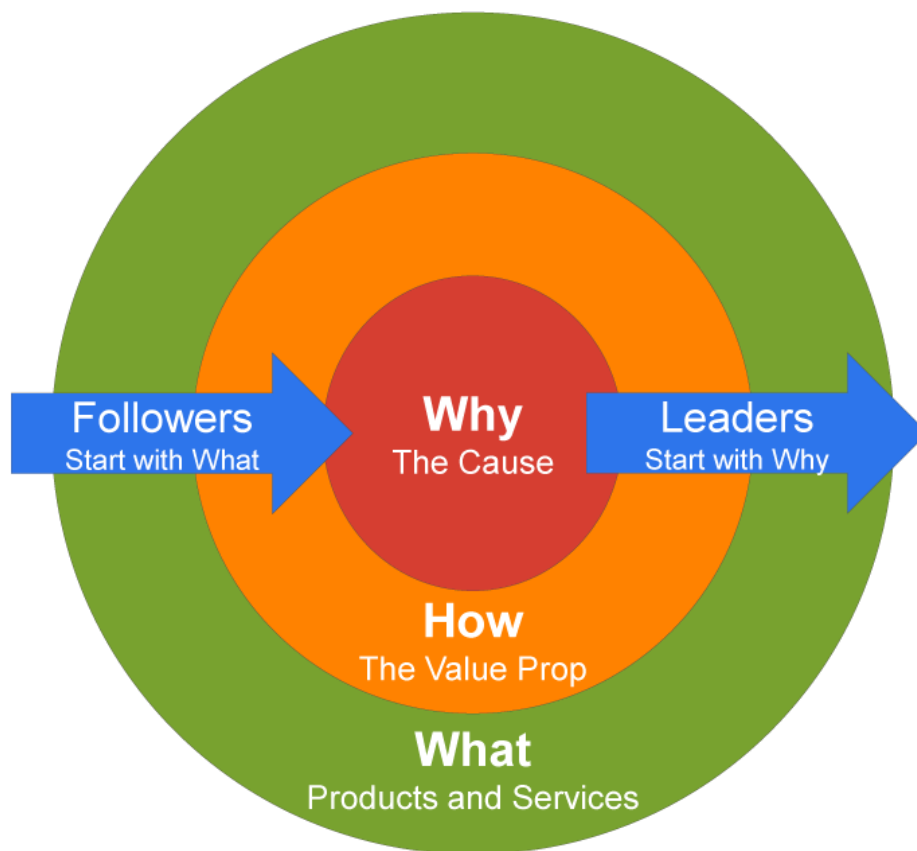 Followers
Start with What
Why
The Cause
Leaders
Start with Why
How
The Value Prop
What
Products and Services